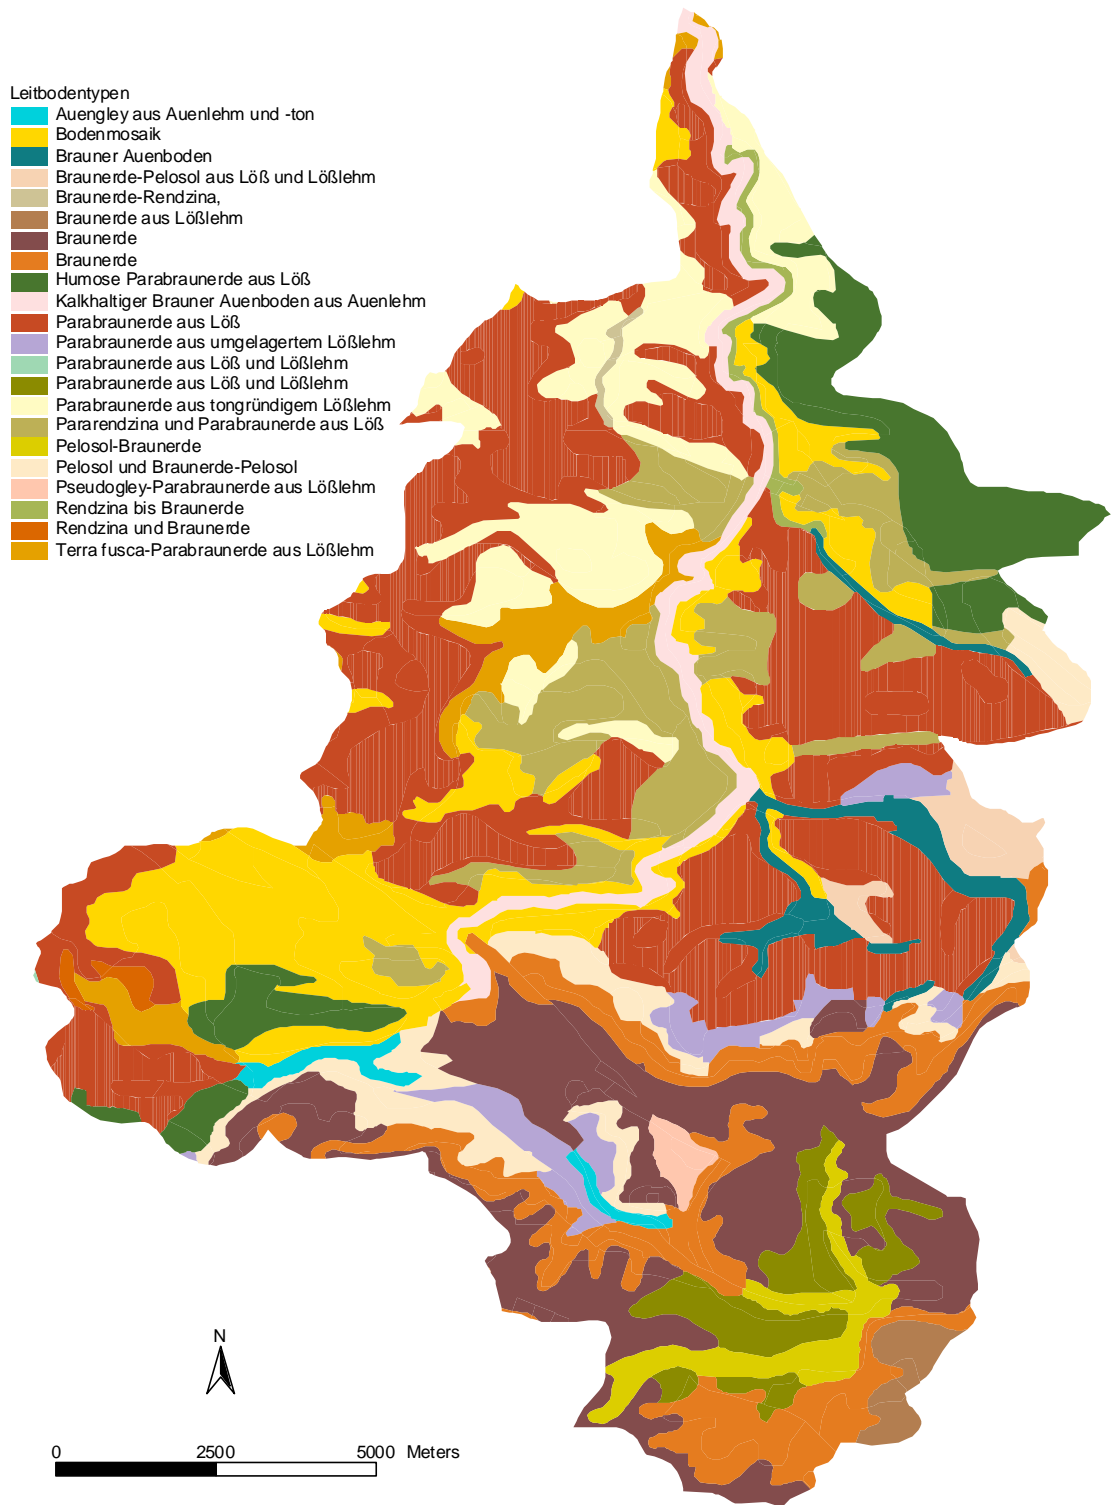 Leitbodentypen
Auengley aus Auenlehm und -ton
Bodenmosaik
Brauner Auenboden
Braunerde-Pelosol aus Löß und Lößlehm
Braunerde-Rendzina,
Braunerde aus Lößlehm
Braunerde
Braunerde
Humose Parabraunerde aus Löß
Kalkhaltiger Brauner Auenboden aus Auenlehm
Parabraunerde aus Löß
Parabraunerde aus umgelagertem Lößlehm
Parabraunerde aus Löß und Lößlehm
Parabraunerde aus Löß und Lößlehm
Parabraunerde aus tongründigem Lößlehm
Pararendzina und Parabraunerde aus Löß
Pelosol-Braunerde
Pelosol und Braunerde-Pelosol
Pseudogley-Parabraunerde aus Lößlehm
Rendzina bis Braunerde
Rendzina und Braunerde
Terra fusca-Parabraunerde aus Lößlehm
N
0 2500 5000 Meters